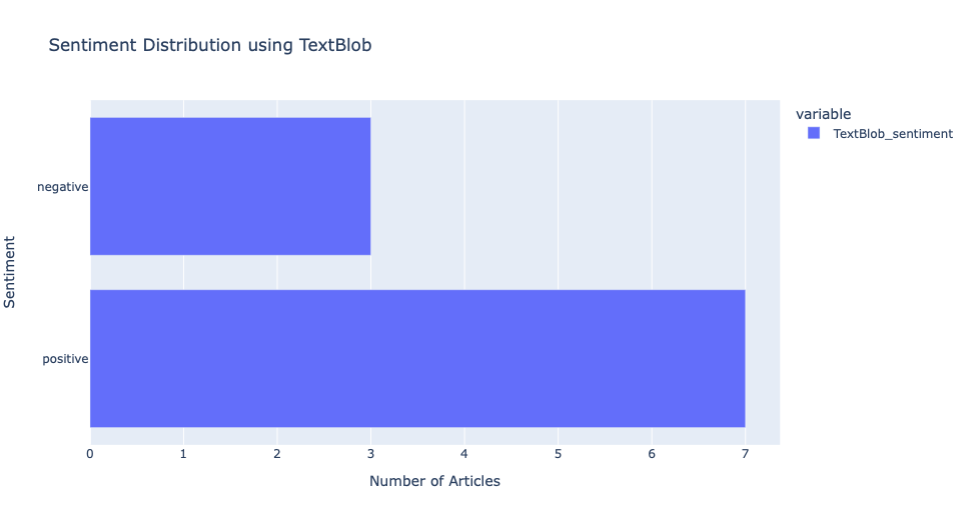 Sentiment Distribution using TextBlob
variable
TextBlob_sentiment
Sentiment
negative
positive
0 1 2 3 4 5 6 7
Number of Articles